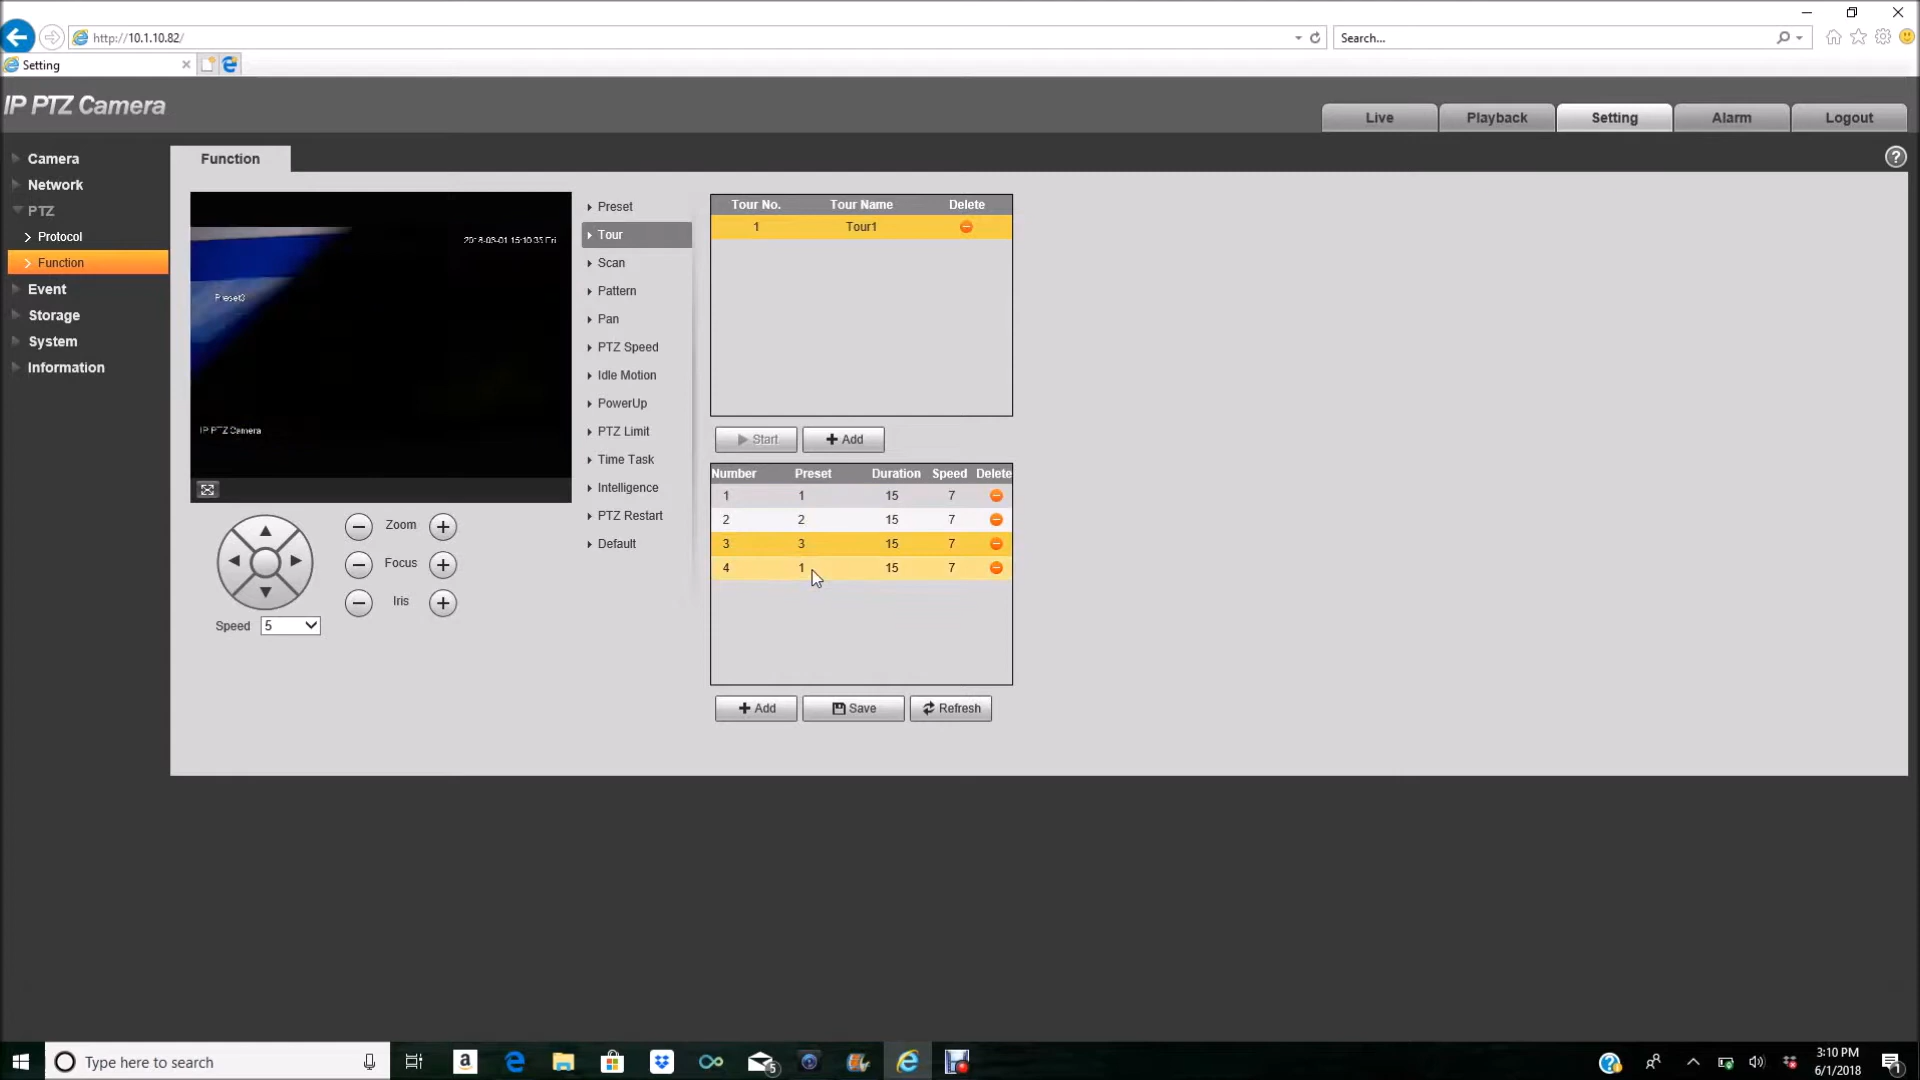 http://10.1.10.82/
Search...
Setting
IP PTZ Camera
Live Playback Setting Alarm Logout
Camera
Network
PTZ
Protocol
Function
Event
Storage
System
Information
Function
?
IP PTZ Camera
Zoom
Focus
Iris
Speed 5
Preset
Tour
Scan
Pattern
Pan
PTZ Speed
Idle Motion
PowerUp
PTZ Limit
Time Task
Intelligence
PTZ Restart
Default
Tour No. Tour Name Delete
1 Tour1
Start Add
Number Preset Duration Speed Delete
1 1 15 7
2 2 15 7
3 3 15 7
4 1 15 7
Add Save Refresh
Type here to search
5
3:10 PM
6/1/2018
1